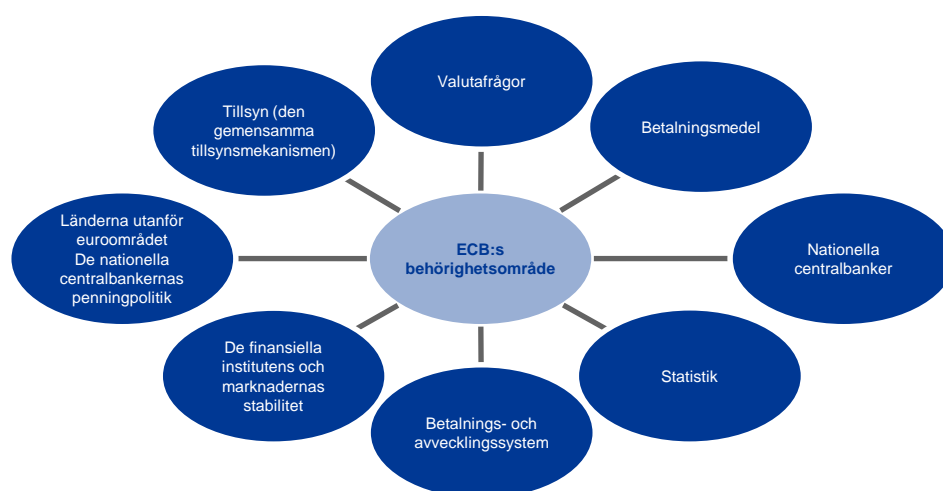 Valutafrågor
Tillsyn (den
gemensamma
tillsynsmekanismen)
Betalningsmedel
Länderna utanför
euroområdet
De nationella
centralbankernas
penningpolitik
ECB:s
behörighetsområde
Nationella
centralbanker
De finansiella
institutens och
marknadernas
stabilitet
Statistik
Betalnings- och
avvecklingssystem